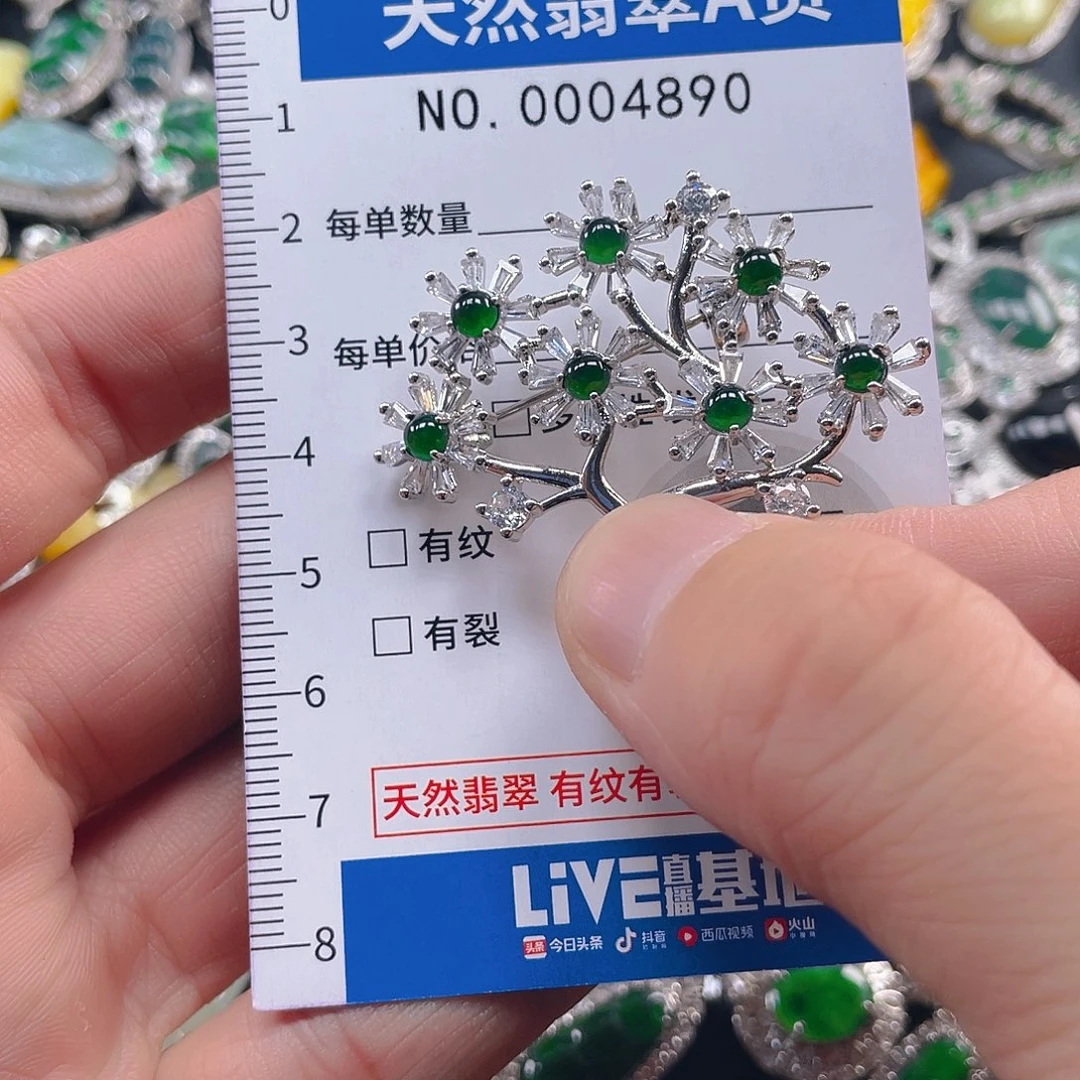 天然翡翠A货
NO. 0004890
0
1
2
3
4
5
6
7
8
每单数量
每单价
有纹
有裂
天然翡翠 有纹有
LiVE直播基地
头条 今日头条 抖音 西瓜视频 火山